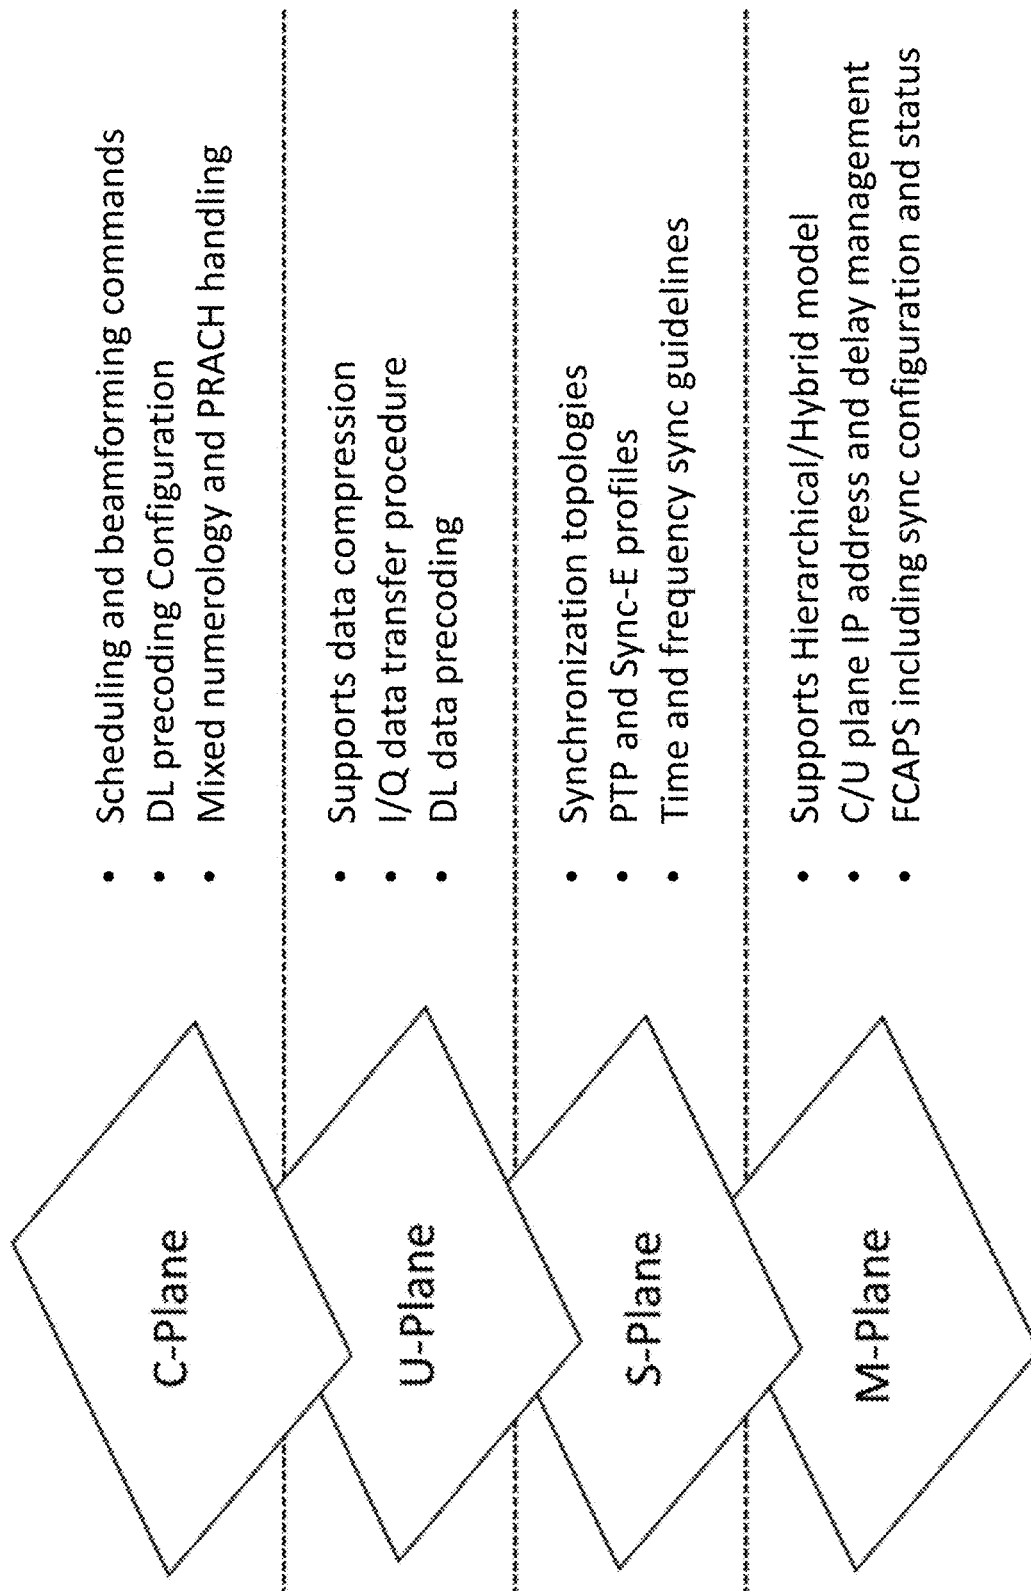 C-Plane
• Scheduling and beamforming commands
• DL precoding Configuration
• Mixed numerology and PRACH handling
U-Plane
• Supports data compression
• I/Q data transfer procedure
• DL data precoding
S-Plane
• Synchronization topologies
• PTP and Sync-E profiles
• Time and frequency sync guidelines
M-Plane
• Supports Hierarchical/Hybrid model
• C/U plane IP address and delay management
• FCAPS including sync configuration and status